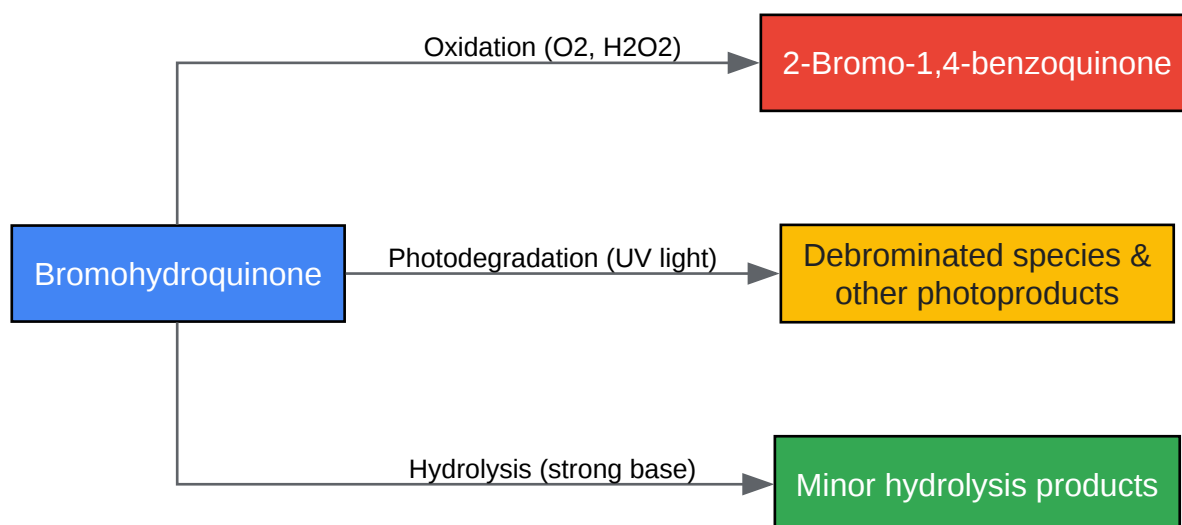 Oxidation (O2, H2O2)
2-Bromo-1,4-benzoquinone
Bromohydroquinone
Photodegradation (UV light)
Debrominated species &
other photoproducts
Hydrolysis (strong base)
Minor hydrolysis products